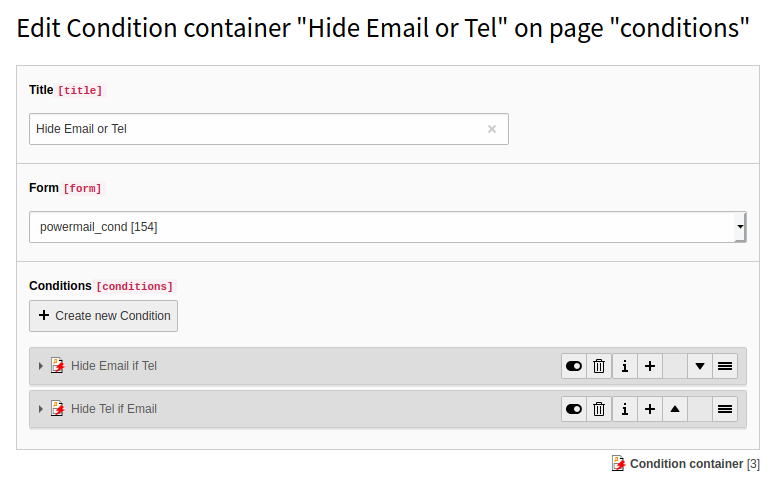 Edit Condition container "Hide Email or Tel" on page "conditions"
Title [title]
Hide Email or Tel
Form [form]
powermail_cond [154]
Conditions [conditions]
Create new Condition
Hide Email if Tel
Hide Tel if Email
Condition container [3]